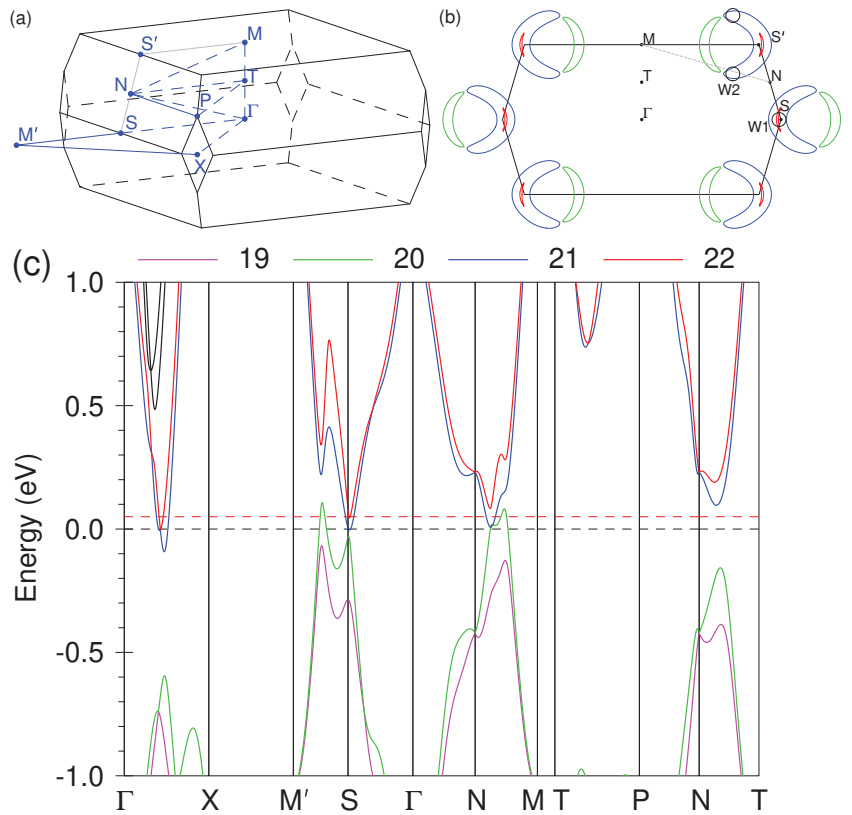 (a)
S′
M
N
T
P
Γ
S
M′
X
(b)
M
S′
T
N
W2
Γ
S
W1
(c)
19 20 21 22
Energy (eV)
1.0
0.5
0.0
-0.5
-1.0
Γ X M′ S Γ N M T P N T